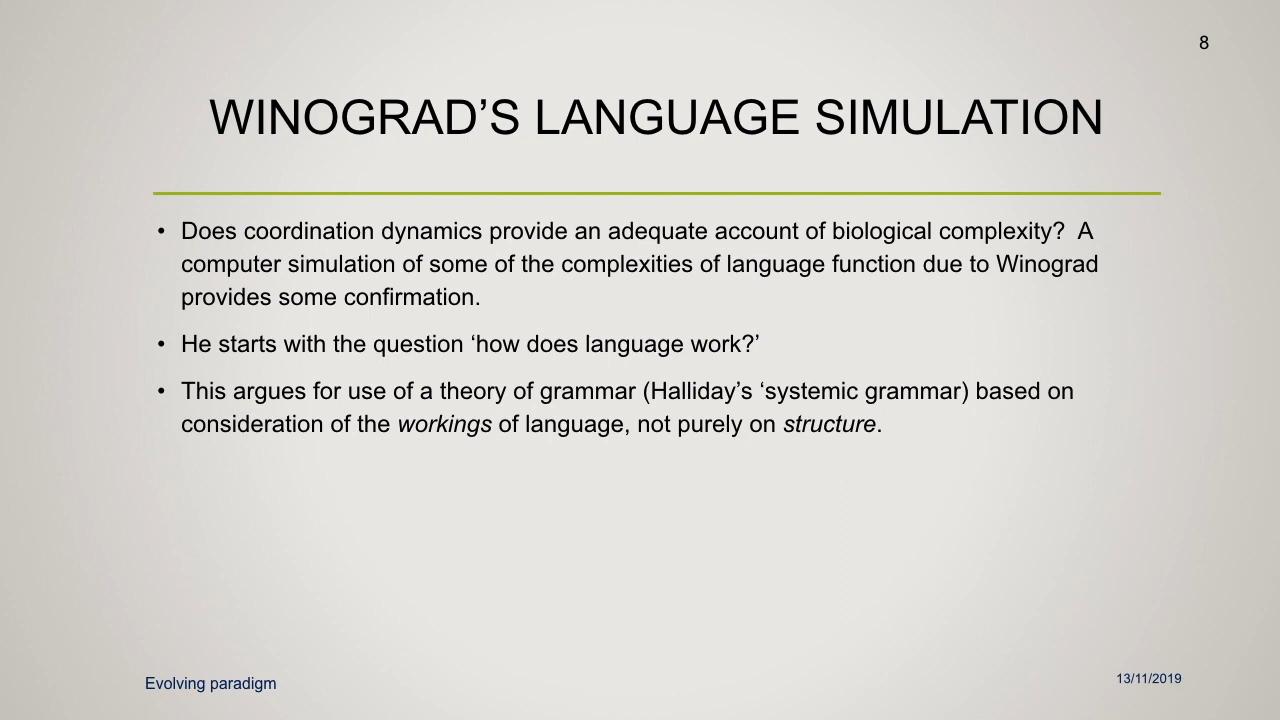 8
WINOGRAD’S LANGUAGE SIMULATION
• Does coordination dynamics provide an adequate account of biological complexity?  A
computer simulation of some of the complexities of language function due to Winograd
provides some confirmation.
• He starts with the question ‘how does language work?’
• This argues for use of a theory of grammar (Halliday’s ‘systemic grammar) based on
consideration of the workings of language, not purely on structure.
Evolving paradigm
13/11/2019